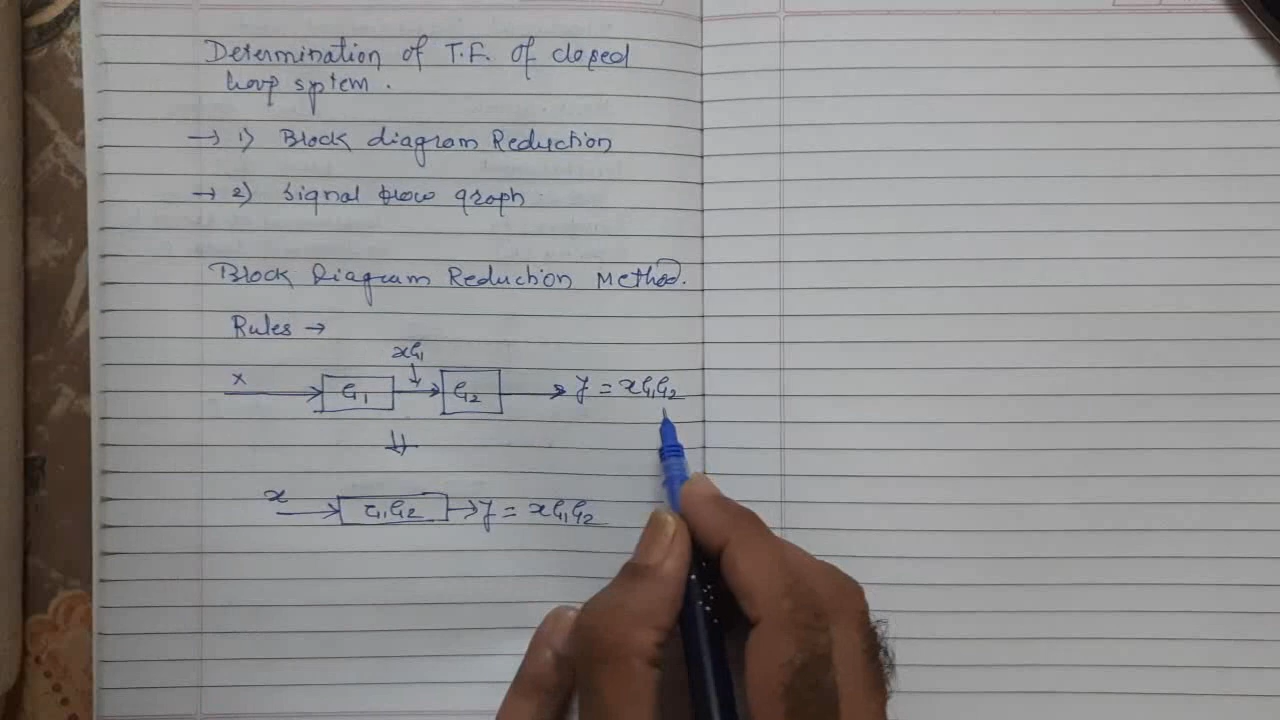 Determination of T.F. of closed
loop system.
→ 1) Block diagram Reduction
→ 2) Signal flow graph
Block Diagram Reduction Method.
Rules →
xG₁
x G₁ G₂ y = xG₁G₂
x G₁G₂ y = xG₁G₂